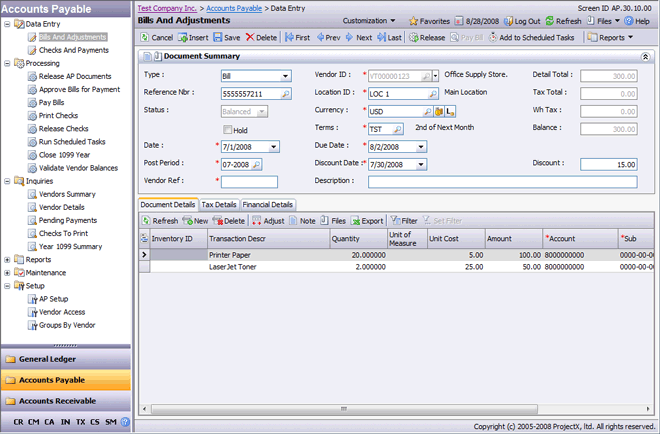 Accounts Payable
Test Company Inc. > Accounts Payable > Data Entry
Screen ID AP.30.10.00
Bills And Adjustments
Customization
Favorites
8/28/2008
Log Out
Refresh
Files
Help
Cancel Insert Save Delete First Prev Next Last Release Pay Bill Add to Scheduled Tasks Reports
Data Entry
Bills And Adjustments
Checks And Payments
Processing
Release AP Documents
Approve Bills for Payment
Pay Bills
Print Checks
Release Checks
Run Scheduled Tasks
Close 1099 Year
Validate Vendor Balances
Inquiries
Vendors Summary
Vendor Details
Pending Payments
Checks To Print
Year 1099 Summary
Reports
Maintenance
Setup
AP Setup
Vendor Access
Groups By Vendor
General Ledger
Accounts Payable
Accounts Receivable
CR CM CA IN TX CS SM
Document Summary
Type : Bill
Vendor ID : * VT00000123 Office Supply Store.
Detail Total : 300.00
Reference Nbr : * 5555557211
Location ID : * LOC 1 Main Location
Tax Total : 0.00
Status : Balanced
Currency : * USD
Wh Tax : 0.00
Hold
Terms : * TST 2nd of Next Month
Balance : 300.00
Date : * 7/1/2008
Due Date : * 8/2/2008
Post Period : * 07-2008
Discount Date : * 7/30/2008
Discount : 15.00
Vendor Ref : *
Description :
Document Details Tax Details Financial Details
Refresh New Delete Adjust Note Files Export Filter Set Filter
Inventory ID Transaction Descr Quantity Unit of Measure Unit Cost Amount *Account *Sub
Printer Paper 20.000000 5.00 100.00 8000000000 0000-00-00
LaserJet Toner 2.000000 25.00 50.00 8000000000 0000-00-00
Copyright (c) 2005-2008 ProjectX, ltd. All rights reserved.